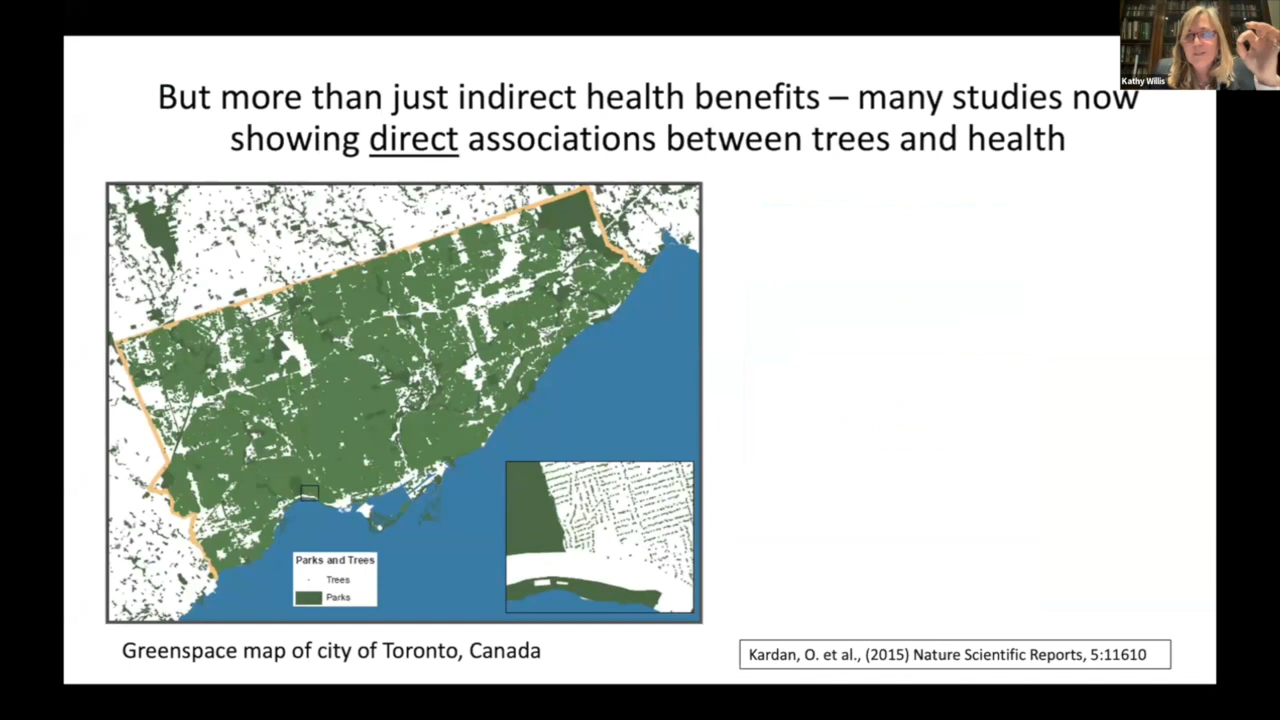 Kathy Willis
But more than just indirect health benefits – many studies now
showing direct associations between trees and health
Parks and Trees
Trees
Parks
Greenspace map of city of Toronto, Canada
Kardan, O. et al., (2015) Nature Scientific Reports, 5:11610